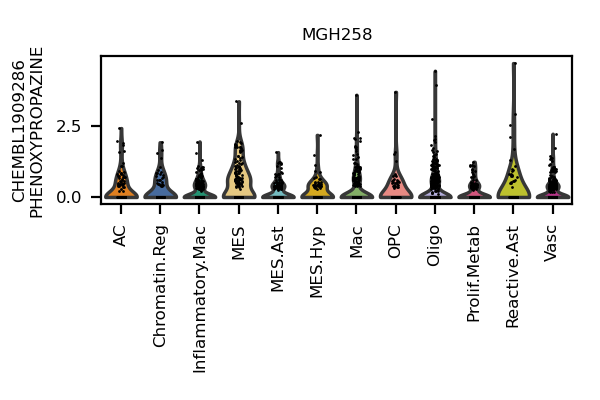 MGH258
CHEMBL1909286
PHENOXYPROPAZINE
2.5
0.0
AC
Chromatin.Reg
Inflammatory.Mac
MES
MES.Ast
MES.Hyp
Mac
OPC
Oligo
Prolif.Metab
Reactive.Ast
Vasc